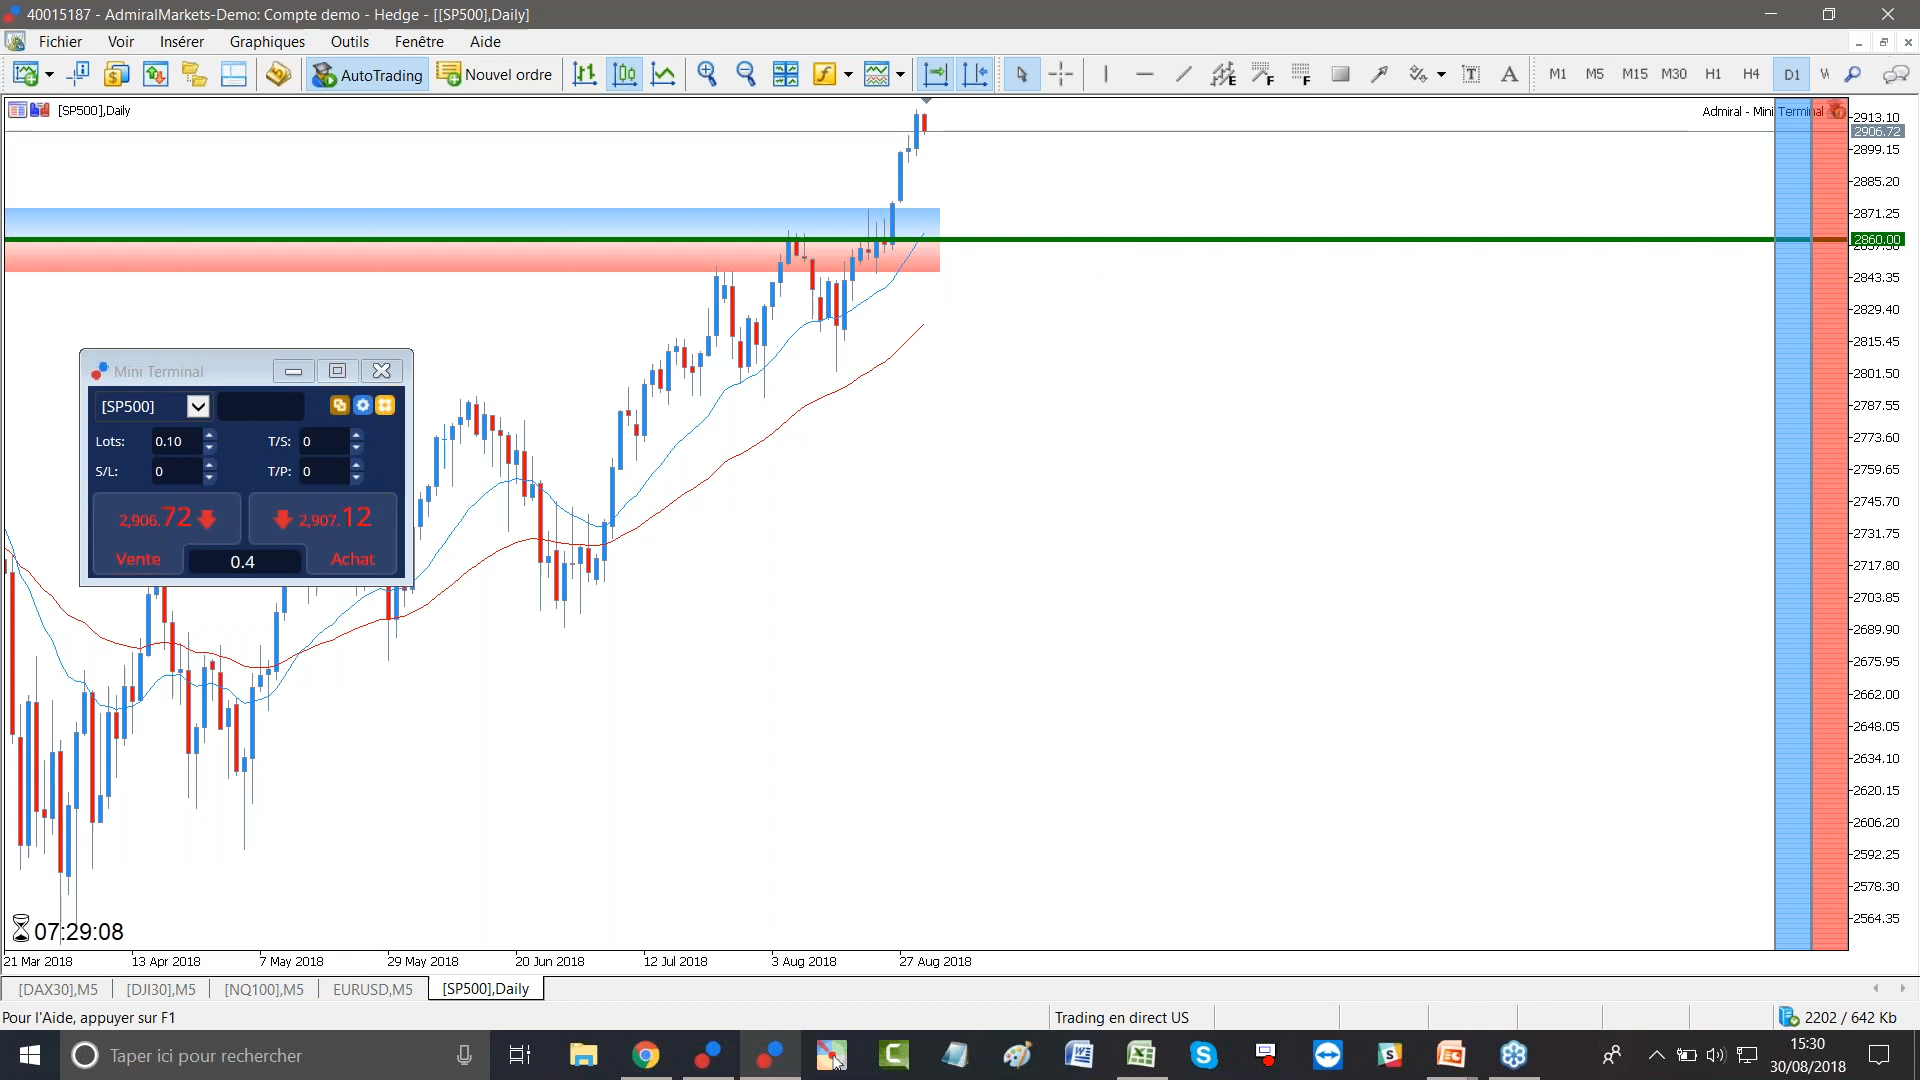 40015187 - AdmiralMarkets-Demo: Compte demo - Hedge - [[SP500],Daily]
Fichier Voir Insérer Graphiques Outils Fenêtre Aide
AutoTrading Nouvel ordre M1 M5 M15 M30 H1 H4 D1
[SP500],Daily
Admiral - Mini Terminal
2913.10
2906.72
2899.15
2885.20
2871.25
2860.00
2843.35
2829.40
2815.45
2801.50
2787.55
2773.60
2759.65
2745.70
2731.75
2717.80
2703.85
2689.90
2675.95
2662.00
2648.05
2634.10
2620.15
2606.20
2592.25
2578.30
2564.35
Mini Terminal
[SP500]
Lots: 0.10 T/S: 0
S/L: 0 T/P: 0
2,906.72 2,907.12
Vente 0.4 Achat
07:29:08
21 Mar 2018 13 Apr 2018 7 May 2018 29 May 2018 20 Jun 2018 12 Jul 2018 3 Aug 2018 27 Aug 2018
[DAX30],M5 [DJI30],M5 [NQ100],M5 EURUSD,M5 [SP500],Daily
Pour l'Aide, appuyer sur F1 Trading en direct US 2202 / 642 Kb
Taper ici pour rechercher
15:30
30/08/2018